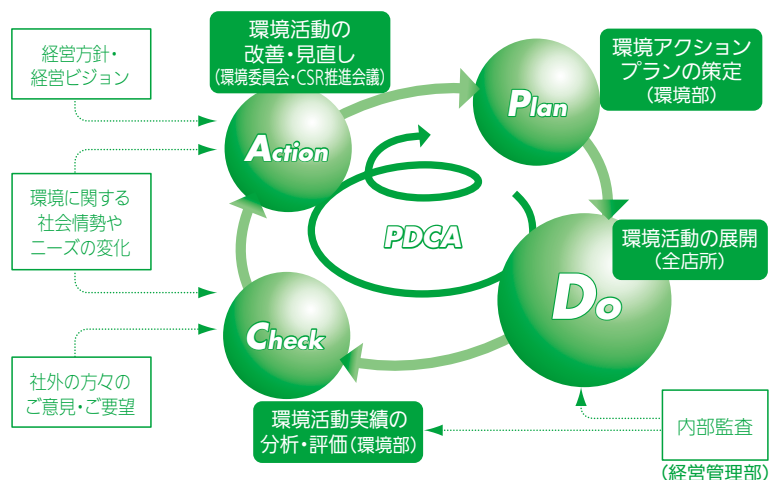 経営方針・
経営ビジョン
環境活動の
改善・見直し
(環境委員会・CSR推進会議)
Action
Plan
環境アクション
プランの策定
(環境部)
環境に関する
社会情勢や
ニーズの変化
PDCA
環境活動の展開
(全店所)
Do
Check
社外の方々の
ご意見・ご要望
環境活動実績の
分析・評価(環境部)
内部監査
(経営管理部)